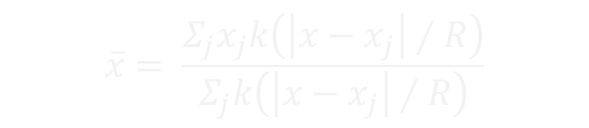 x̄ = Σⱼxⱼk(|x − xⱼ| / R) / Σⱼk(|x − xⱼ| / R)